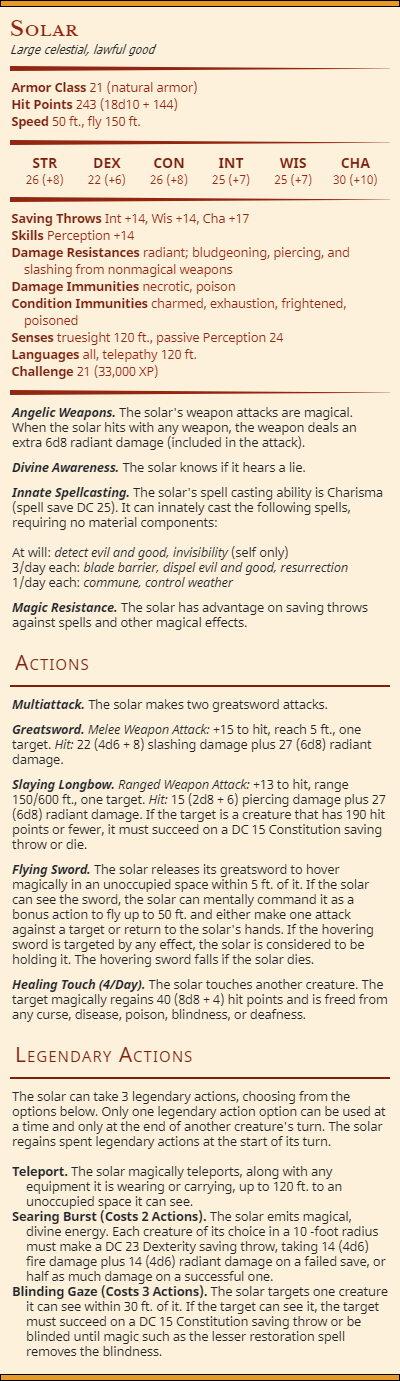 Solar
Large celestial, lawful good
Armor Class 21 (natural armor)
Hit Points 243 (18d10 + 144)
Speed 50 ft., fly 150 ft.
STR DEX CON INT WIS CHA
26 (+8) 22 (+6) 26 (+8) 25 (+7) 25 (+7) 30 (+10)
Saving Throws Int +14, Wis +14, Cha +17
Skills Perception +14
Damage Resistances radiant; bludgeoning, piercing, and
slashing from nonmagical weapons
Damage Immunities necrotic, poison
Condition Immunities charmed, exhaustion, frightened,
poisoned
Senses truesight 120 ft., passive Perception 24
Languages all, telepathy 120 ft.
Challenge 21 (33,000 XP)
Angelic Weapons. The solar's weapon attacks are magical.
When the solar hits with any weapon, the weapon deals an
extra 6d8 radiant damage (included in the attack).
Divine Awareness. The solar knows if it hears a lie.
Innate Spellcasting. The solar's spell casting ability is Charisma
(spell save DC 25). It can innately cast the following spells,
requiring no material components:
At will: detect evil and good, invisibility (self only)
3/day each: blade barrier, dispel evil and good, resurrection
1/day each: commune, control weather
Magic Resistance. The solar has advantage on saving throws
against spells and other magical effects.
Actions
Multiattack. The solar makes two greatsword attacks.
Greatsword. Melee Weapon Attack: +15 to hit, reach 5 ft., one
target. Hit: 22 (4d6 + 8) slashing damage plus 27 (6d8) radiant
damage.
Slaying Longbow. Ranged Weapon Attack: +13 to hit, range
150/600 ft., one target. Hit: 15 (2d8 + 6) piercing damage plus 27
(6d8) radiant damage. If the target is a creature that has 190 hit
points or fewer, it must succeed on a DC 15 Constitution saving
throw or die.
Flying Sword. The solar releases its greatsword to hover
magically in an unoccupied space within 5 ft. of it. If the solar
can see the sword, the solar can mentally command it as a
bonus action to fly up to 50 ft. and either make one attack
against a target or return to the solar's hands. If the hovering
sword is targeted by any effect, the solar is considered to be
holding it. The hovering sword falls if the solar dies.
Healing Touch (4/Day). The solar touches another creature. The
target magically regains 40 (8d8 + 4) hit points and is freed from
any curse, disease, poison, blindness, or deafness.
Legendary Actions
The solar can take 3 legendary actions, choosing from the
options below. Only one legendary action option can be used at
a time and only at the end of another creature's turn. The solar
regains spent legendary actions at the start of its turn.
Teleport. The solar magically teleports, along with any
equipment it is wearing or carrying, up to 120 ft. to an
unoccupied space it can see.
Searing Burst (Costs 2 Actions). The solar emits magical,
divine energy. Each creature of its choice in a 10 -foot radius
must make a DC 23 Dexterity saving throw, taking 14 (4d6)
fire damage plus 14 (4d6) radiant damage on a failed save, or
half as much damage on a successful one.
Blinding Gaze (Costs 3 Actions). The solar targets one creature
it can see within 30 ft. of it. If the target can see it, the target
must succeed on a DC 15 Constitution saving throw or be
blinded until magic such as the lesser restoration spell
removes the blindness.